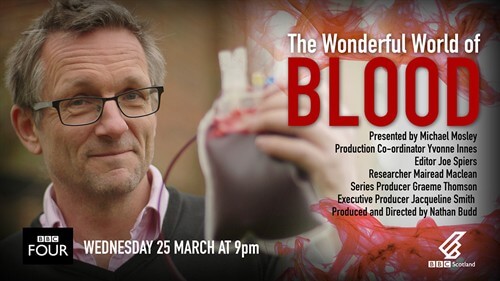 The Wonderful World of
BLOOD
Presented by Michael Mosley
Production Co-ordinator Yvonne Innes
Editor Joe Spiers
Researcher Mairead Maclean
Series Producer Graeme Thomson
Executive Producer Jacqueline Smith
Produced and Directed by Nathan Budd
BBC
FOUR
WEDNESDAY 25 MARCH AT 9pm
BBC Scotland